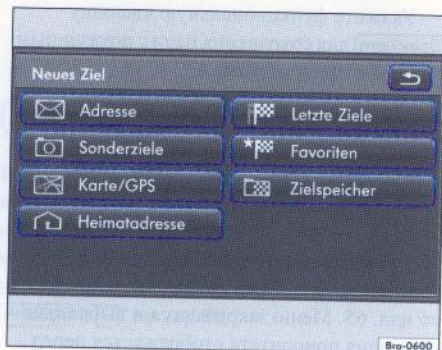 Neues Ziel
Adresse
Letzte Ziele
Sonderziele
Favoriten
Karte/GPS
Zielspeicher
Heimatadresse
Bra-0600